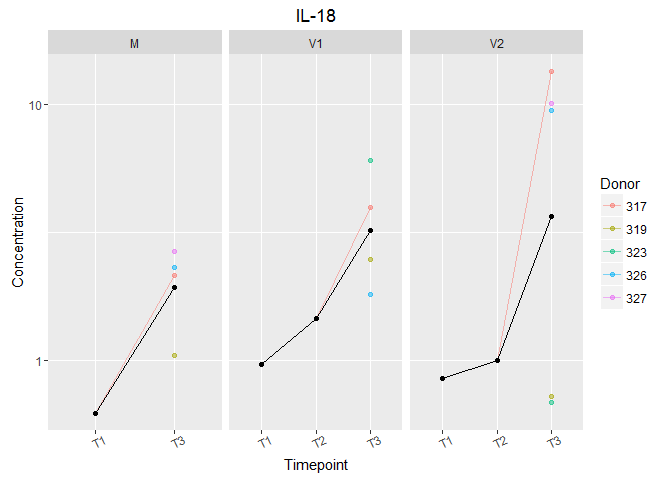 IL-18
M V1 V2
Concentration
10
1
T1 T3 T1 T2 T3 T1 T2 T3
Timepoint
Donor
317
319
323
326
327